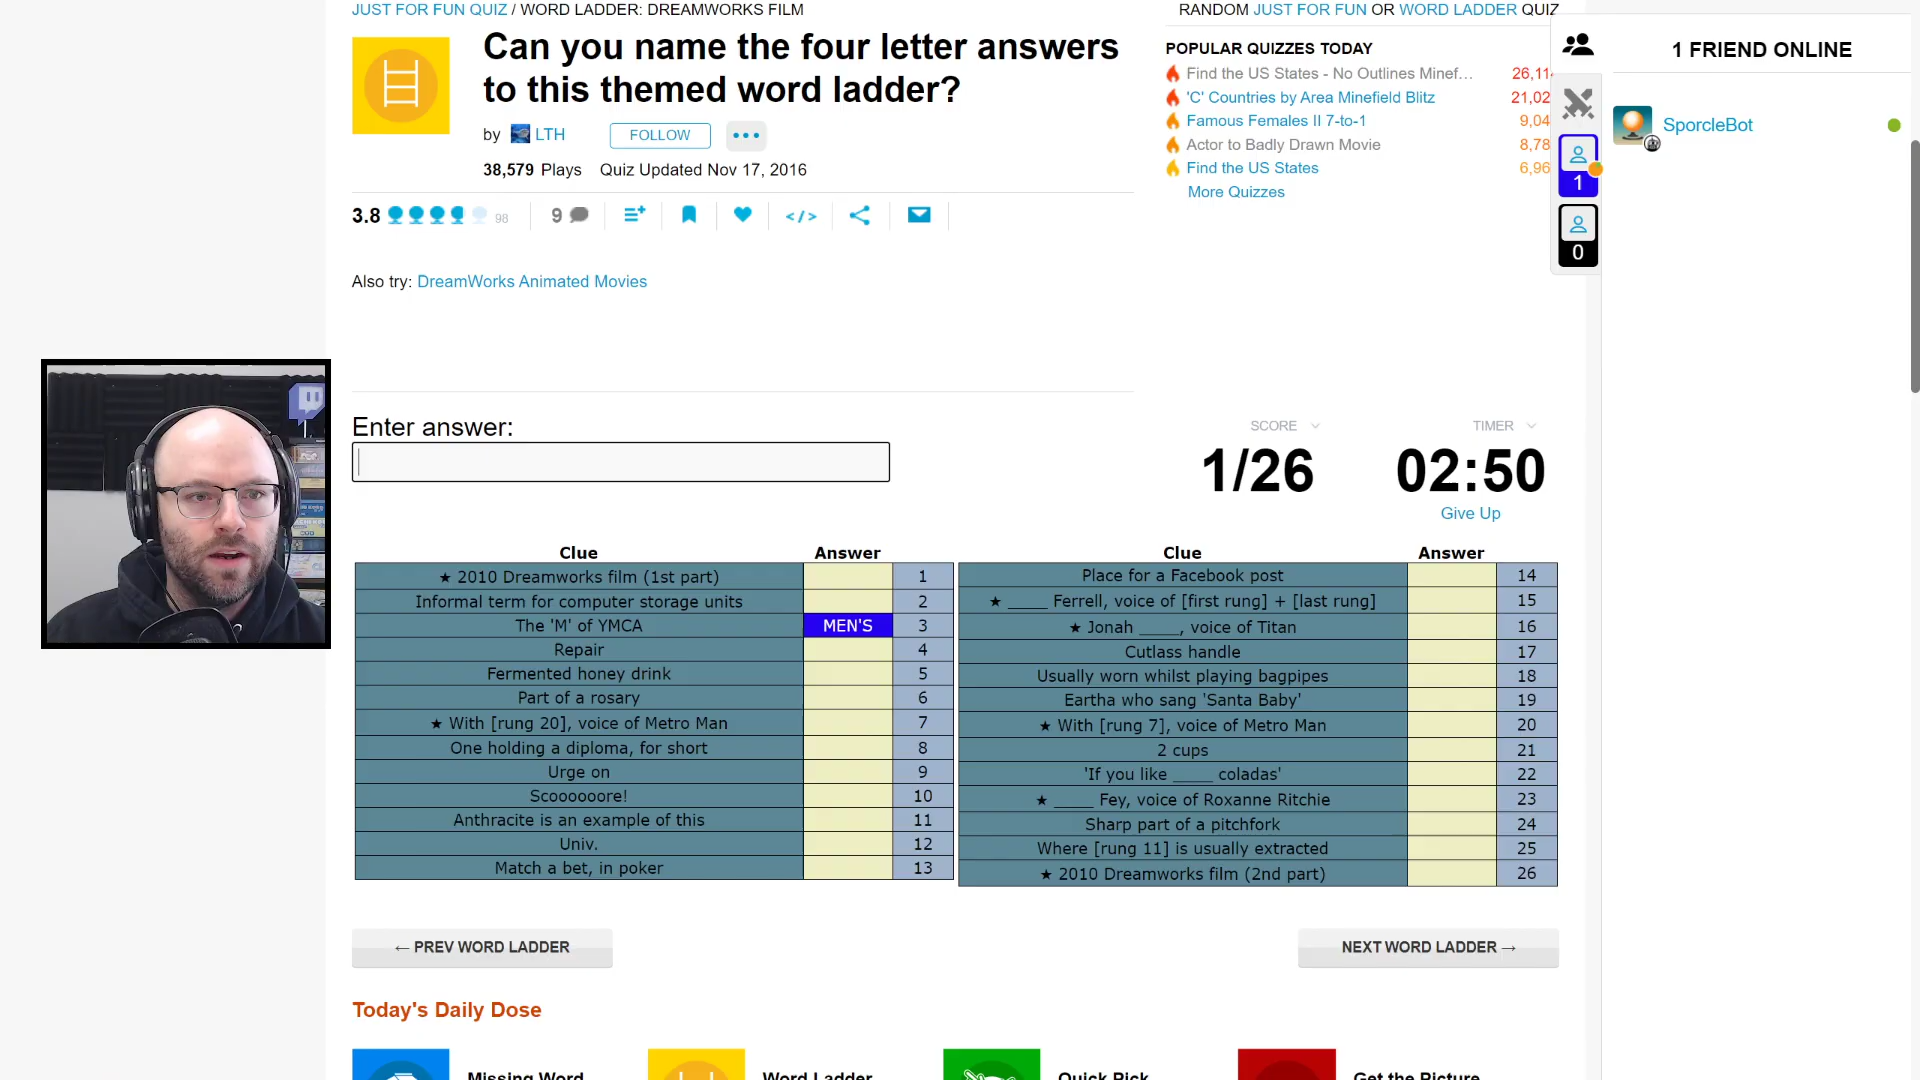 JUST FOR FUN QUIZ / WORD LADDER: DREAMWORKS FILM
Can you name the four letter answers
to this themed word ladder?
by LTH FOLLOW
38,579 Plays Quiz Updated Nov 17, 2016
3.8 98 9 </>
Also try: DreamWorks Animated Movies
RANDOM JUST FOR FUN OR WORD LADDER QUIZ
POPULAR QUIZZES TODAY
Find the US States - No Outlines Minef... 26,11
'C' Countries by Area Minefield Blitz 21,02
Famous Females II 7-to-1 9,04
Actor to Badly Drawn Movie 8,78
Find the US States 6,96
More Quizzes
1
0
1 FRIEND ONLINE
SporcleBot
Enter answer:
SCORE
1/26
TIMER
02:50
Give Up
Clue Answer
★ 2010 Dreamworks film (1st part) 1
Informal term for computer storage units 2
The 'M' of YMCA MEN'S 3
Repair 4
Fermented honey drink 5
Part of a rosary 6
★ With [rung 20], voice of Metro Man 7
One holding a diploma, for short 8
Urge on 9
Scoooooore! 10
Anthracite is an example of this 11
Univ. 12
Match a bet, in poker 13
Clue Answer
Place for a Facebook post 14
★ ____ Ferrell, voice of [first rung] + [last rung] 15
★ Jonah ____, voice of Titan 16
Cutlass handle 17
Usually worn whilst playing bagpipes 18
Eartha who sang 'Santa Baby' 19
★ With [rung 7], voice of Metro Man 20
2 cups 21
'If you like ____ coladas' 22
★ ____ Fey, voice of Roxanne Ritchie 23
Sharp part of a pitchfork 24
Where [rung 11] is usually extracted 25
★ 2010 Dreamworks film (2nd part) 26
← PREV WORD LADDER
NEXT WORD LADDER →
Today's Daily Dose
Missing Word
Word Ladder
Quick Pick
Get the Picture